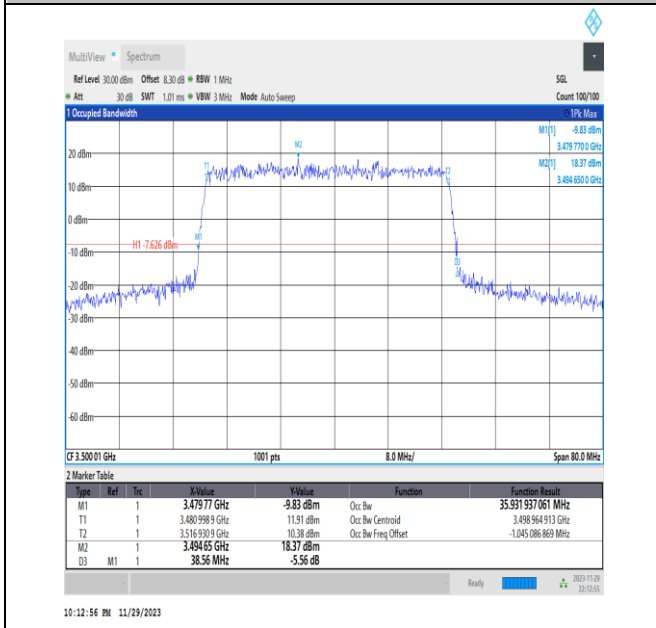 MultiView Spectrum
Ref Level 30.00 dBm Offset 8.30 dB RBW 1 MHz SGL
Att 30 dB SWT 1.01 ms VBW 3 MHz Mode Auto Sweep Count 100/100
1 Occupied Bandwidth 1Pk Max
M1[1] -9.83 dBm
3.479 770 0 GHz
M2[1] 18.37 dBm
3.494 650 0 GHz
M2
20 dBm
T1
T2
10 dBm
0 dBm
M1
H1 -7.626 dBm
-10 dBm
D3
-20 dBm
-30 dBm
-40 dBm
-50 dBm
-60 dBm
CF 3.500 01 GHz 1001 pts 8.0 MHz/ Span 80.0 MHz
2 Marker Table
Type Ref Trc X-Value Y-Value Function Function Result
M1 1 3.479 77 GHz -9.83 dBm Occ Bw 35.931 937 061 MHz
T1 1 3.480 998 9 GHz 11.91 dBm Occ Bw Centroid 3.498 964 913 GHz
T2 1 3.516 930 9 GHz 10.38 dBm Occ Bw Freq Offset -1.045 086 869 MHz
M2 1 3.494 65 GHz 18.37 dBm
D3 M1 1 38.56 MHz -5.56 dB
Ready 2023-11-29
22:12:55
10:12:56 PM 11/29/2023